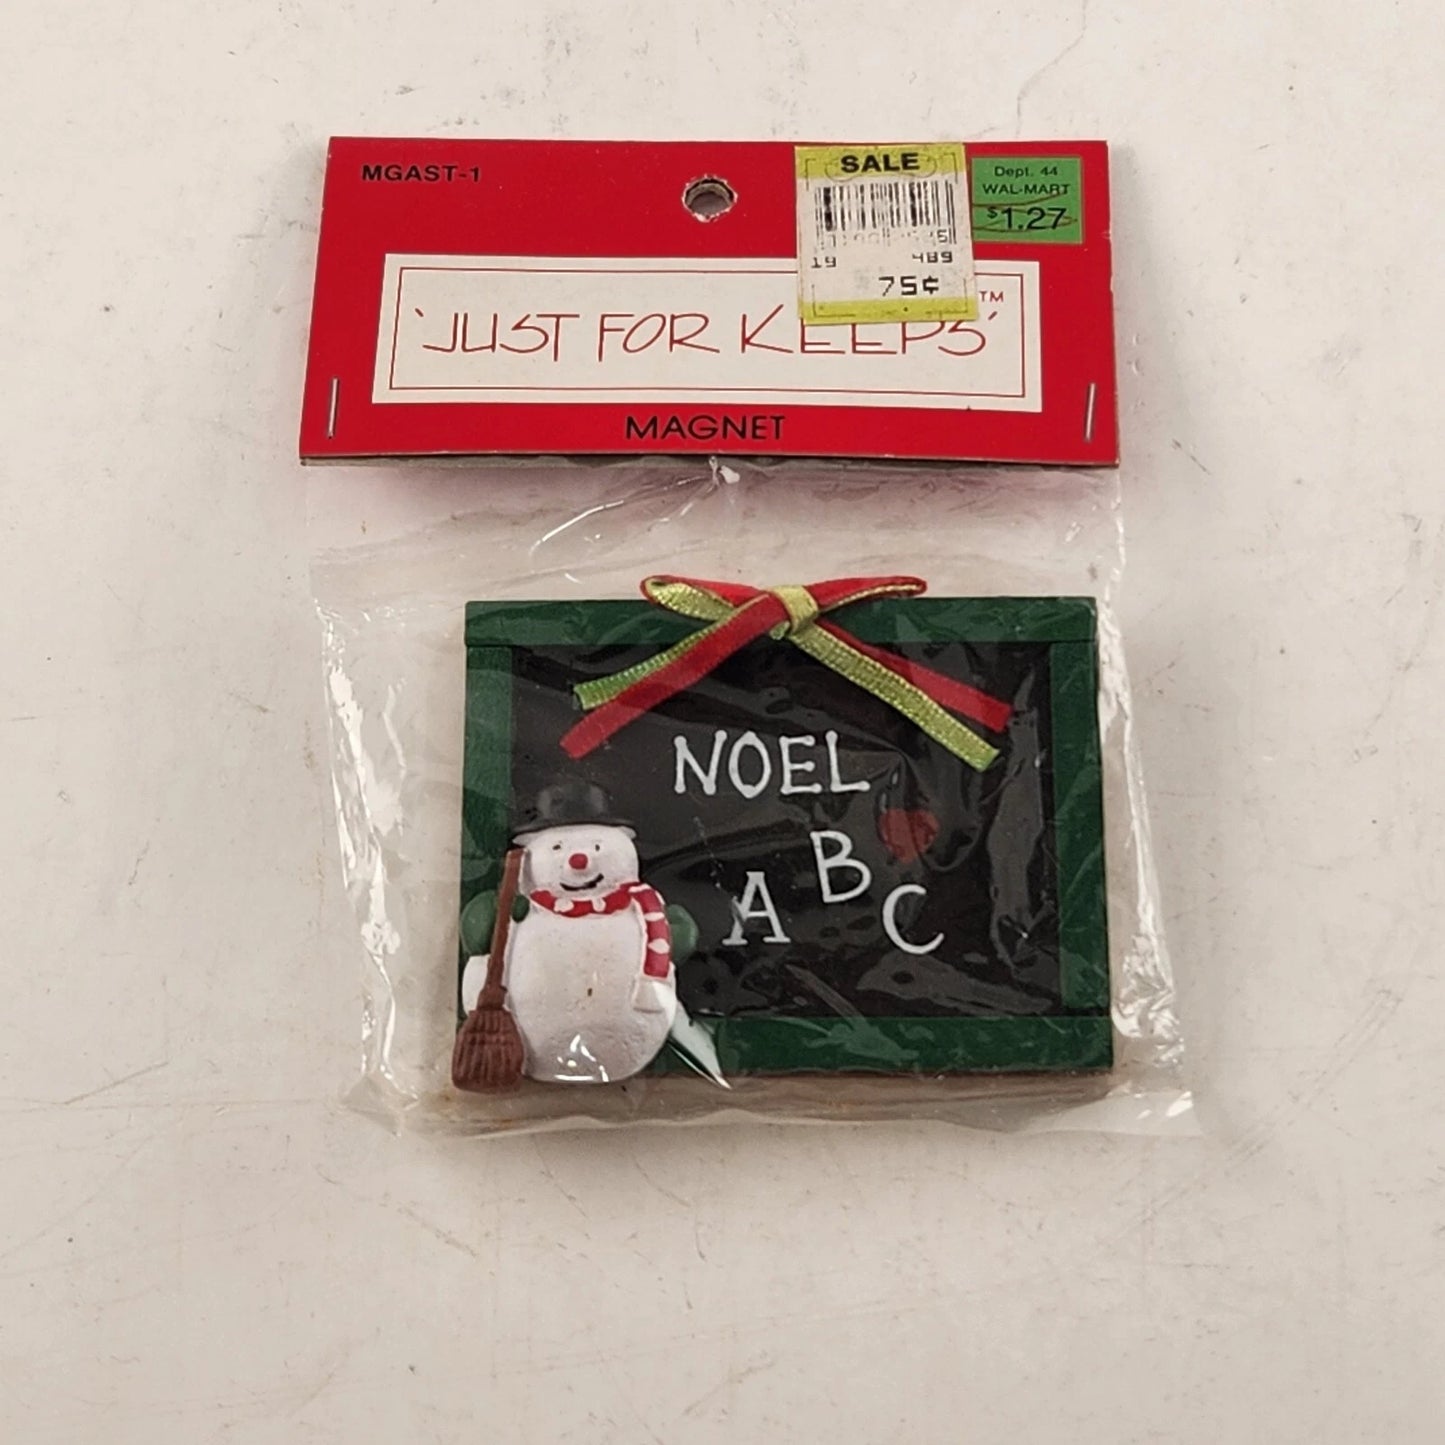 MGAST-1
SALE
19 489
75¢
Dept. 44
WAL-MART
$1.27
'JUST FOR KEEPS' ™
MAGNET
NOEL
A B C